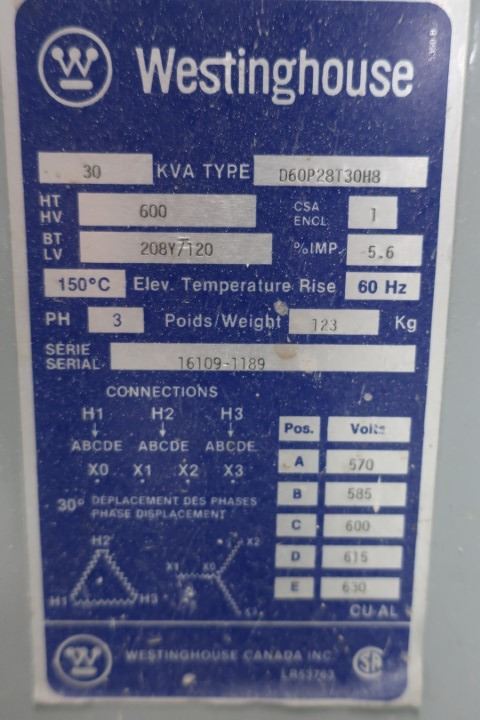 5360-B
W
Westinghouse
30 KVA TYPE D60P28T30H8
HT
HV 600 CSA
ENCL 1
BT
LV 208Y/120 %IMP. 5.6
150°C Elev. Temperature Rise 60 Hz
PH 3 Poids/Weight 123 Kg
SÉRIE
SERIAL 16109-1189
CONNECTIONS
H1 H2 H3
ABCDE ABCDE ABCDE
X0 X1 X2 X3
30° DÉPLACEMENT DES PHASES
PHASE DISPLACEMENT
Pos. Volts
A 570
B 585
C 600
D 615
E 630
H2
H1 H3
X2
X1 X0
X3
CU-AL
W
WESTINGHOUSE CANADA INC.
LR53763